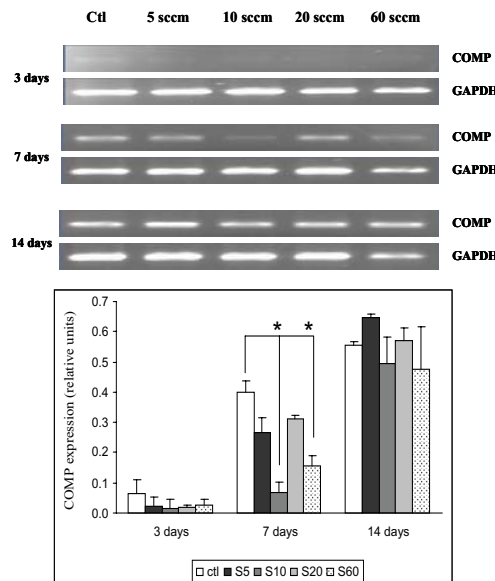 Ctl 5 sccm 10 sccm 20 sccm 60 sccm
COMP
3 days
GAPDH
COMP
7 days
GAPDH
COMP
14 days
GAPDH
COMP expression (relative units)
0.7
0.6
0.5
0.4
0.3
0.2
0.1
0.0
* *
3 days 7 days 14 days
ctl S5 S10 S20 S60